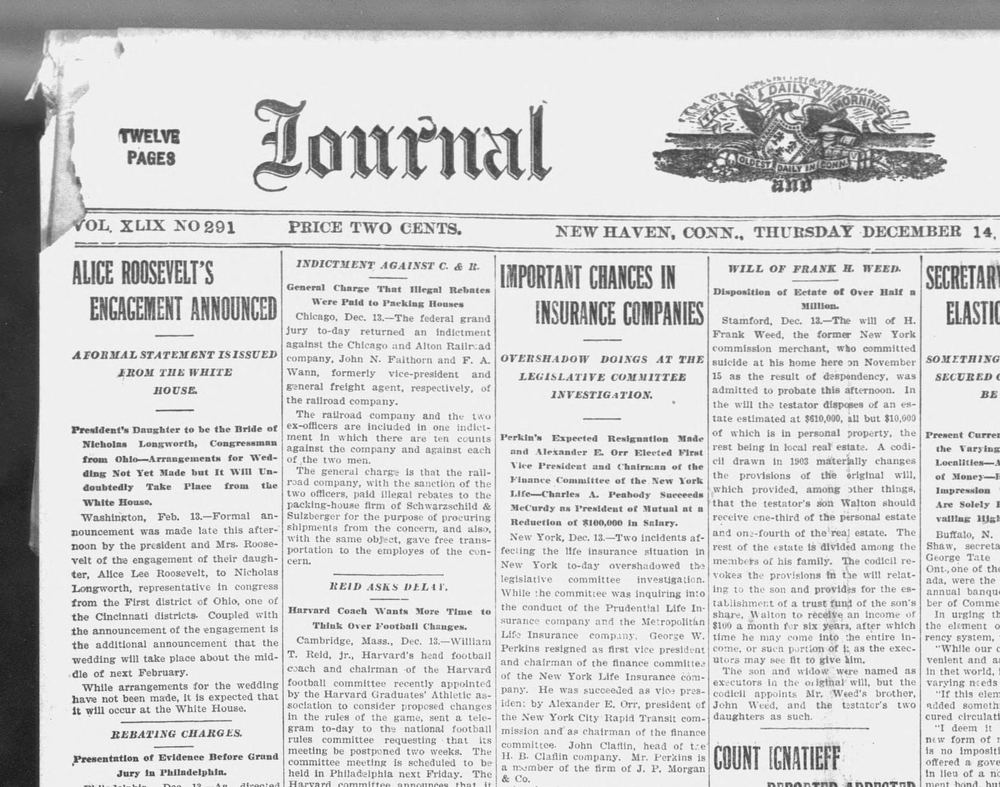 TWELVE
PAGES
Journal
THE DAILY MORNING
OLDEST DAILY IN CONN.
and
VOL. XLIX NO 291 PRICE TWO CENTS. NEW HAVEN, CONN., THURSDAY DECEMBER 14,
ALICE ROOSEVELT'S
ENGAGEMENT ANNOUNCED
A FORMAL STATEMENT IS ISSUED
FROM THE WHITE
HOUSE.
President's Daughter to be the Bride of
Nicholas Longworth, Congressman
from Ohio—Arrangements for Wed-
ding Not Yet Made but It Will Un-
doubtedly Take Place from the
White House.
Washington, Feb. 13.—Formal an-
nouncement was made late this after-
noon by the president and Mrs. Roose-
velt of the engagement of their daugh-
ter, Alice Lee Roosevelt, to Nicholas
Longworth, representative in congress
from the First district of Ohio, one of
the Cincinnati districts. Coupled with
the announcement of the engagement is
the additional announcement that the
wedding will take place about the mid-
dle of next February.
While arrangements for the wedding
have not been made, it is expected that
it will occur at the White House.
REBATING CHARGES.
Presentation of Evidence Before Grand
Jury in Philadelphia.
Philadelphia, Dec. 13.—As directed
INDICTMENT AGAINST C. & R.
General Charge That Illegal Rebates
Were Paid to Packing Houses
Chicago, Dec. 13.—The federal grand
jury to-day returned an indictment
against the Chicago and Alton Railroad
company, John N. Faithorn and F. A.
Wann, formerly vice-president and
general freight agent, respectively, of
the railroad company.
The railroad company and the two
ex-officers are included in one indict-
ment in which there are ten counts
against the company and against each
of the two men.
The general charge is that the rail-
road company, with the sanction of the
two officers, paid illegal rebates to the
packing-house firm of Schwarzschild &
Sulzberger for the purpose of procuring
shipments from the concern, and also,
with the same object, gave free trans-
portation to the employes of the con-
cern.
REID ASKS DELAY.
Harvard Coach Wants More Time to
Think Over Football Changes.
Cambridge, Mass., Dec. 13.—William
T. Reid, jr., Harvard's head football
coach and chairman of the Harvard
football committee recently appointed
by the Harvard Graduates' Athletic as-
sociation to consider proposed changes
in the rules of the game, sent a tele-
gram to-day to the national football
rules committee requesting that its
meeting be postponed two weeks. The
committee meeting is scheduled to be
held in Philadelphia next Friday. The
Harvard committee announces that it
IMPORTANT CHANCES IN
INSURANCE COMPANIES
OVERSHADOW DOINGS AT THE
LEGISLATIVE COMMITTEE
INVESTIGATION.
Perkin's Expected Resignation Made
and Alexander E. Orr Elected First
Vice President and Chairman of the
Finance Committee of the New York
Life—Charles A. Peabody Succeeds
McCurdy as President of Mutual at a
Reduction of $100,000 in Salary.
New York, Dec. 13.—Two incidents af-
fecting the life insurance situation in
New York to-day overshadowed the
legislative committee investigation.
While the committee was inquiring into
the conduct of the Prudential Life In-
surance company and the Metropolitan
Life Insurance company. George W.
Perkins resigned as first vice president
and chairman of the finance committee
of the New York Life Insurance com-
pany. He was succeeded as vice pres-
ident by Alexander E. Orr, president of
the New York City Rapid Transit com-
mission and as chairman of the finance
committee. John Claflin, head of the
H. B. Claflin company. Mr. Perkins is
a member of the firm of J. P. Morgan
& Co.
WILL OF FRANK H. WEED.
Disposition of Eetate of Over Half a
Million.
Stamford, Dec. 13.—The will of H.
Frank Weed, the former New York
commission merchant, who committed
suicide at his home here on November
15 as the result of despendency, was
admitted to probate this afternoon. In
the will the testator disposes of an es-
tate estimated at $610,000, all but $10,000
of which is in personal property, the
rest being in local real estate. A codi-
cil drawn in 1903 materially changes
the provisions of the original will,
which provided, among other things,
that the testator's son Walton should
receive one-third of the personal estate
and one-fourth of the real estate. The
rest of the estate is divided among the
members of his family. The codicil re-
vokes the provisions in the will relat-
ing to the son and provides for the es-
tablishment of a trust fund of the son's
share, Walton to receive an income of
$100 a month for six years, after which
time he may come into the entire in-
come, or such portion of it as the exec-
utors may see fit to give him.
The son and widow were named as
executors in the original will, but the
codicil appoints Mr. Weed's brother,
John Weed, and the testator's two
daughters as such.
COUNT IGNATIEFF
REPORTED ARRESTED
SECRETARY
ELASTIC
SOMETHING
SECURED
BE
Present Curren
the Varying
Localities—
of Money—
Impression
Are Solely
vailing High
Buffalo, N.
Shaw, secreta
George Tate
Ont., one of the
ada, were the
annual banqu
ber of Comme
In urging th
the element o
rency system,
"While our c
venient and a
in thet world,
varying needs
"If this elem
added someth
cured circulati
"I deem it
new form of
is no impositi
offered a gove
in lieu of a no
ment bond, but